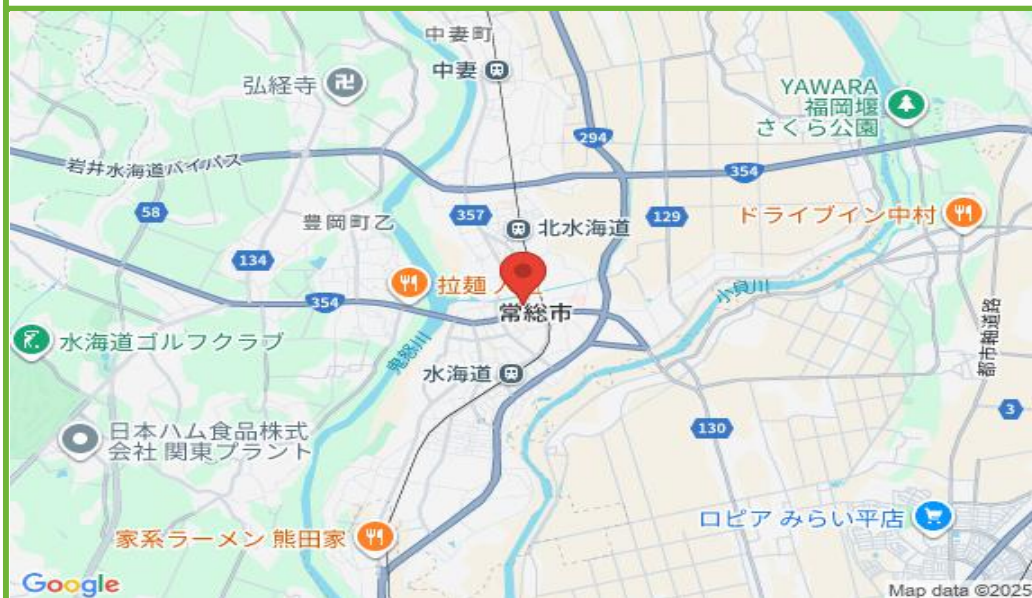 中妻町
中妻
弘経寺
YAWARA
福岡堰
さくら公園
294
岩井水海道バイパス
354
58
豊岡町乙
357
北水海道
129
ドライブイン中村
134
拉麺
354
常総市
小貝川
水海道ゴルフクラブ
鬼怒川
水海道
都市軸道路
3
日本ハム食品株式
会社 関東プラント
130
家系ラーメン 熊田家
ロピア みらい平店
Google
Map data ©2025